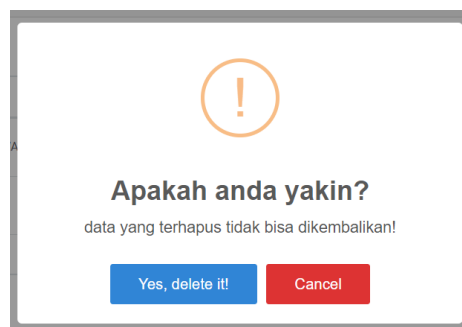 Apakah anda yakin?
data yang terhapus tidak bisa dikembalikan!
Yes, delete it! Cancel